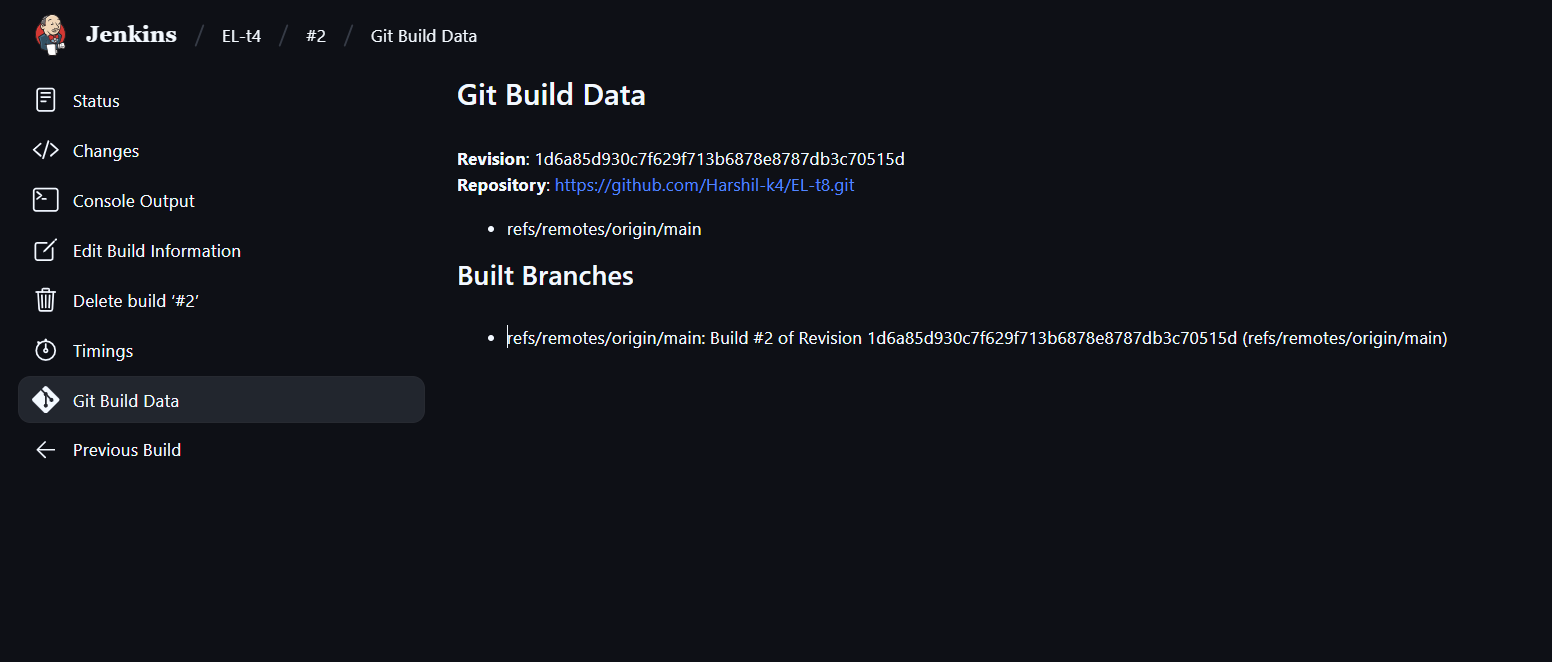 Jenkins / EL-t4 / #2 / Git Build Data
Status
Changes
Console Output
Edit Build Information
Delete build ‘#2’
Timings
Git Build Data
Previous Build
Git Build Data
Revision: 1d6a85d930c7f629f713b6878e8787db3c70515d
Repository: https://github.com/Harshil-k4/EL-t8.git
• refs/remotes/origin/main
Built Branches
• refs/remotes/origin/main: Build #2 of Revision 1d6a85d930c7f629f713b6878e8787db3c70515d (refs/remotes/origin/main)